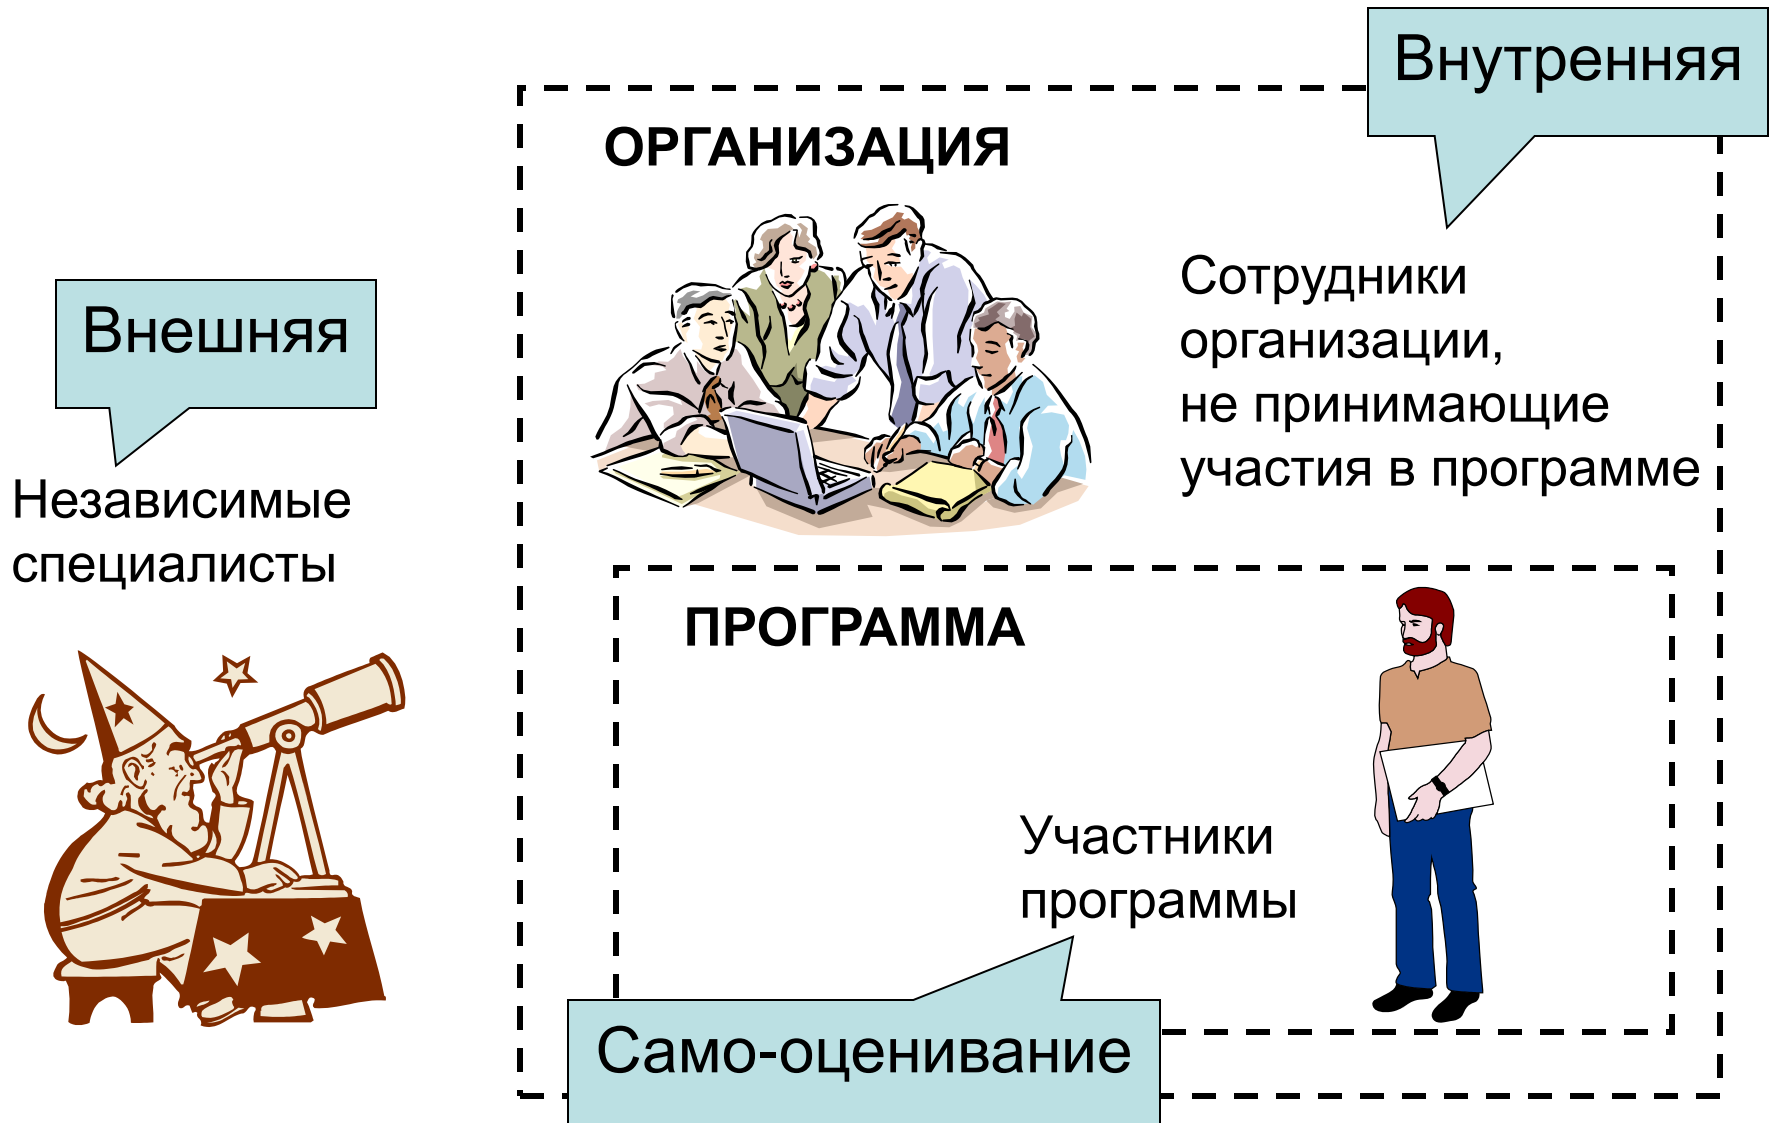 Внутренняя
ОРГАНИЗАЦИЯ
Сотрудники
организации,
не принимающие
участия в программе
Внешняя
Независимые
специалисты
ПРОГРАММА
Участники
программы
Само-оценивание